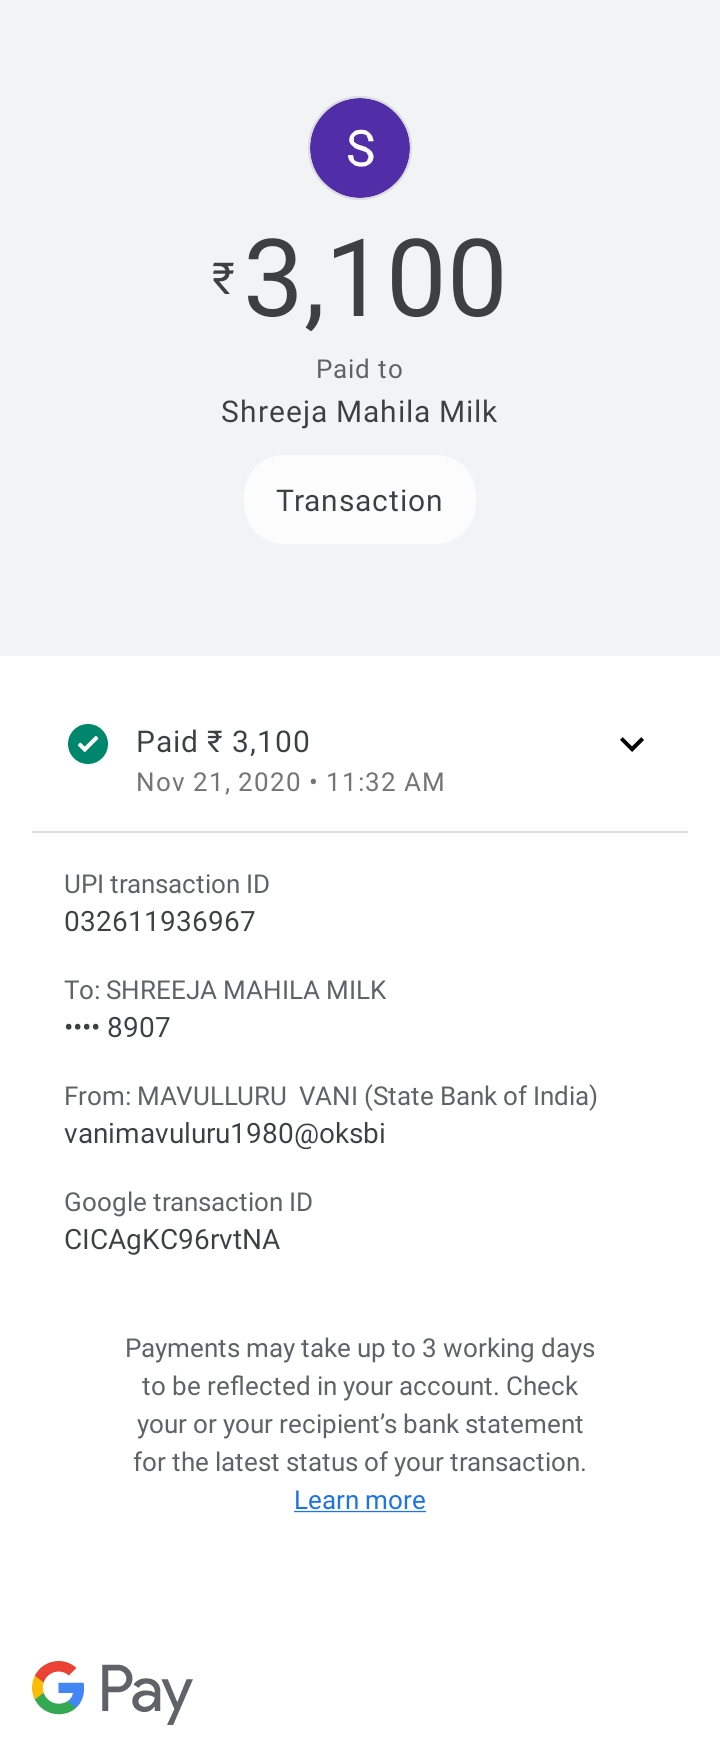 S
₹3,100
Paid to
Shreeja Mahila Milk
Transaction
Paid ₹ 3,100
Nov 21, 2020 • 11:32 AM
UPI transaction ID
032611936967
To: SHREEJA MAHILA MILK
•••• 8907
From: MAVULLURU  VANI (State Bank of India)
vanimavuluru1980@oksbi
Google transaction ID
CICAgKC96rvtNA
Payments may take up to 3 working days
to be reflected in your account. Check
your or your recipient’s bank statement
for the latest status of your transaction.
Learn more
G Pay